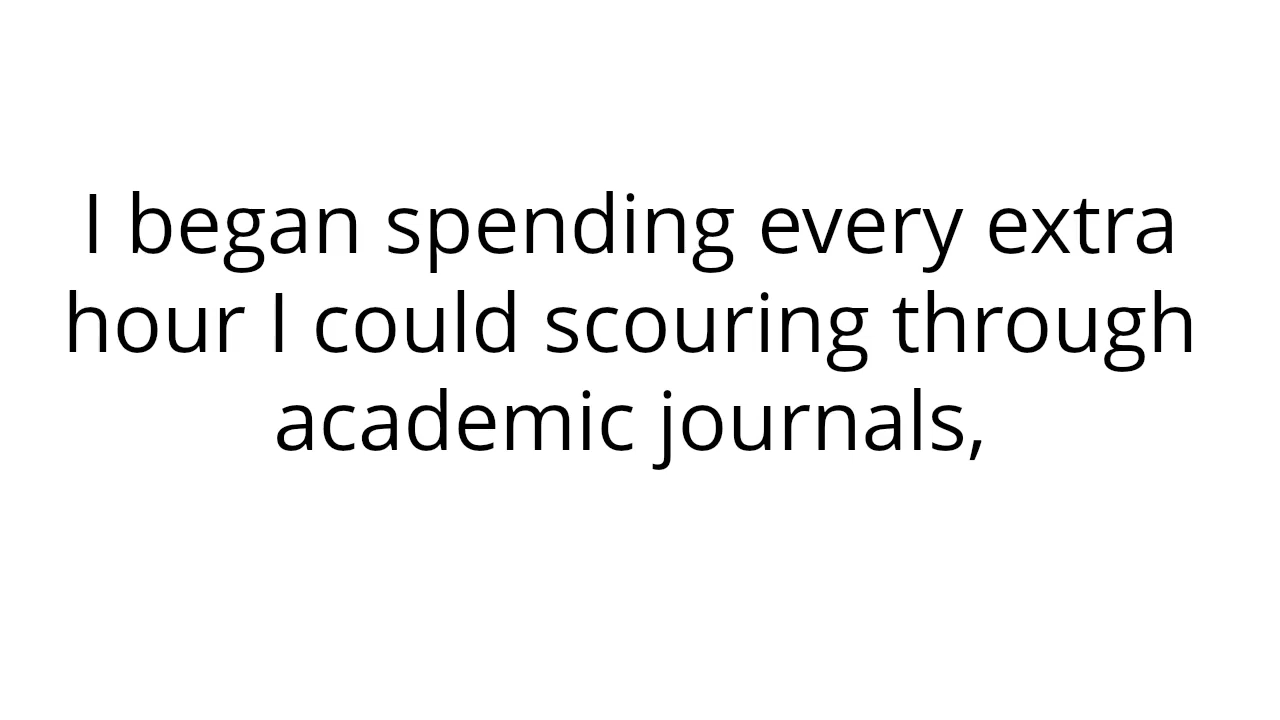 I began spending every extra
hour I could scouring through
academic journals,